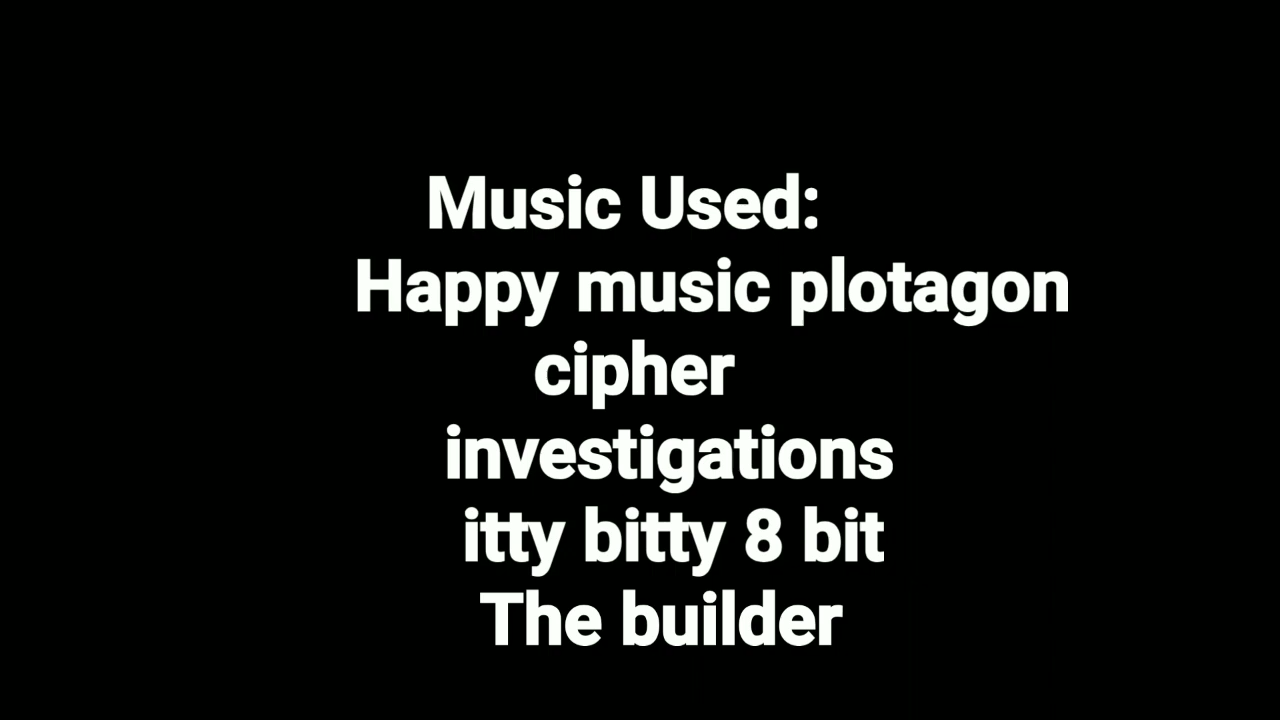 Music Used:
Happy music plotagon
cipher
investigations
itty bitty 8 bit
The builder